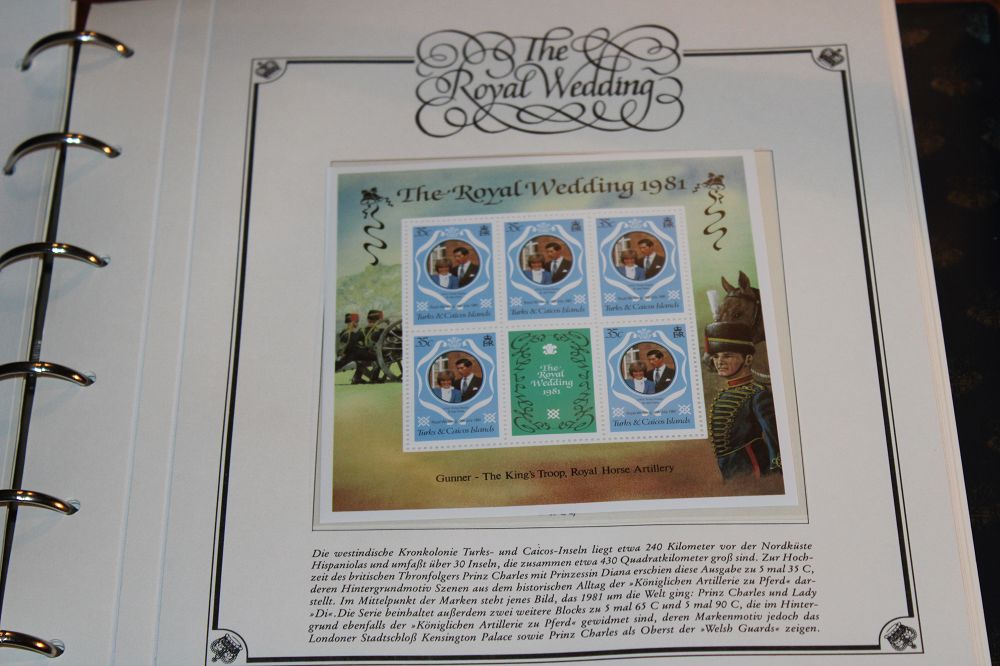 The
Royal Wedding
The Royal Wedding 1981
35c
35c
35c
Turks & Caicos Islands
Turks & Caicos Islands
Turks & Caicos Islands
35c
35c
The
Royal
Wedding
1981
Turks & Caicos Islands
Turks & Caicos Islands
Gunner - The King's Troop, Royal Horse Artillery
Die westindische Kronkolonie Turks- und Caicos-Inseln liegt etwa 240 Kilometer vor der Nordküste
Hispaniolas und umfaßt über 30 Inseln, die zusammen etwa 430 Quadratkilometer groß sind. Zur Hoch-
zeit des britischen Thronfolgers Prinz Charles mit Prinzessin Diana erschien diese Ausgabe zu 5 mal 35 C,
deren Hintergrundmotiv Szenen aus dem historischen Alltag der »Königlichen Artillerie zu Pferd« dar-
stellt. Im Mittelpunkt der Marken steht jenes Bild, das 1981 um die Welt ging: Prinz Charles und Lady
»Di«. Die Serie beinhaltet außerdem zwei weitere Blocks zu 5 mal 65 C und 5 mal 90 C, die im Hinter-
grund ebenfalls der »Königlichen Artillerie zu Pferd« gewidmet sind, deren Markenmotiv jedoch das
Londoner Stadtschloß Kensington Palace sowie Prinz Charles als Oberst der »Welsh Guards« zeigen.